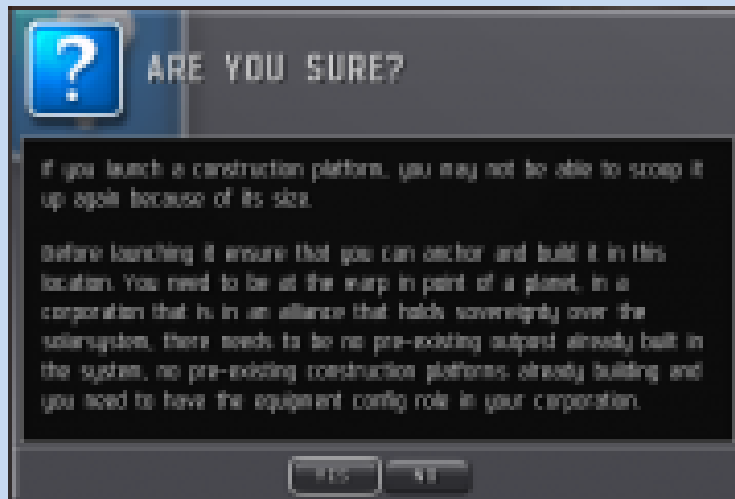 ?
ARE YOU SURE?
If you launch a construction platform, you may not be able to scoop it
up again because of its size.
Before launching it ensure that you can anchor and build it in this
location. You need to be at the warp in point of a planet, in a
corporation that is in an alliance that holds sovereignty over the
solarsystem, there needs to be no pre-existing outpost already built in
the system, no pre-existing construction platforms already building and
you need to have the equipment config role in your corporation.
YES
NO